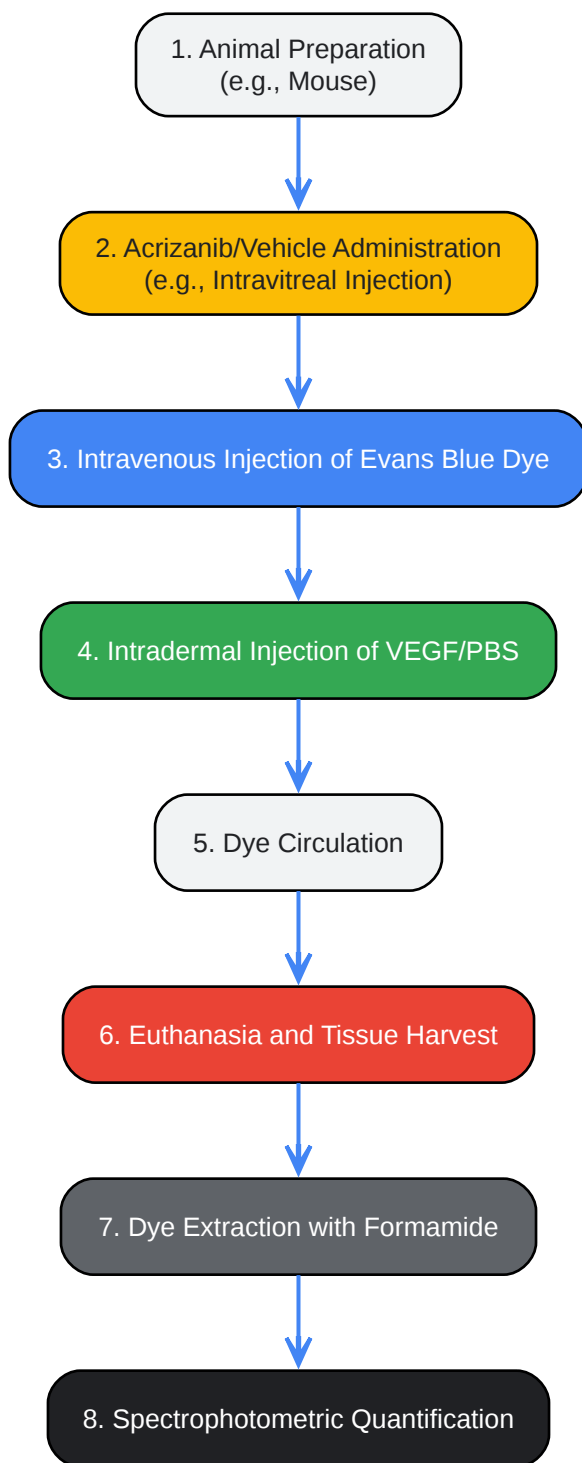 1. Animal Preparation
(e.g., Mouse)
2. Acrizanib/Vehicle Administration
(e.g., Intravitreal Injection)
3. Intravenous Injection of Evans Blue Dye
4. Intradermal Injection of VEGF/PBS
5. Dye Circulation
6. Euthanasia and Tissue Harvest
7. Dye Extraction with Formamide
8. Spectrophotometric Quantification